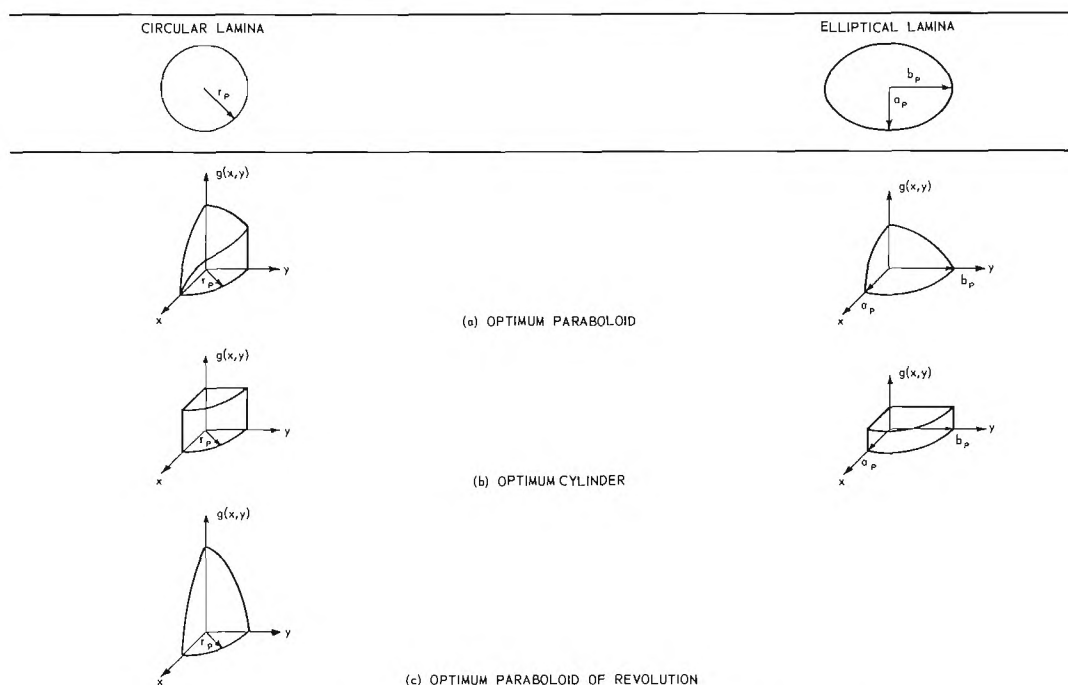 CIRCULAR LAMINA
ELLIPTICAL LAMINA
r_P
b_P
a_P
g(x,y)
g(x,y)
r_P
y
x
a_P
b_P
y
x
(a) OPTIMUM PARABOLOID
g(x,y)
g(x,y)
r_P
y
x
a_P
b_P
y
x
(b) OPTIMUM CYLINDER
g(x,y)
r_P
y
x
(c) OPTIMUM PARABOLOID OF REVOLUTION